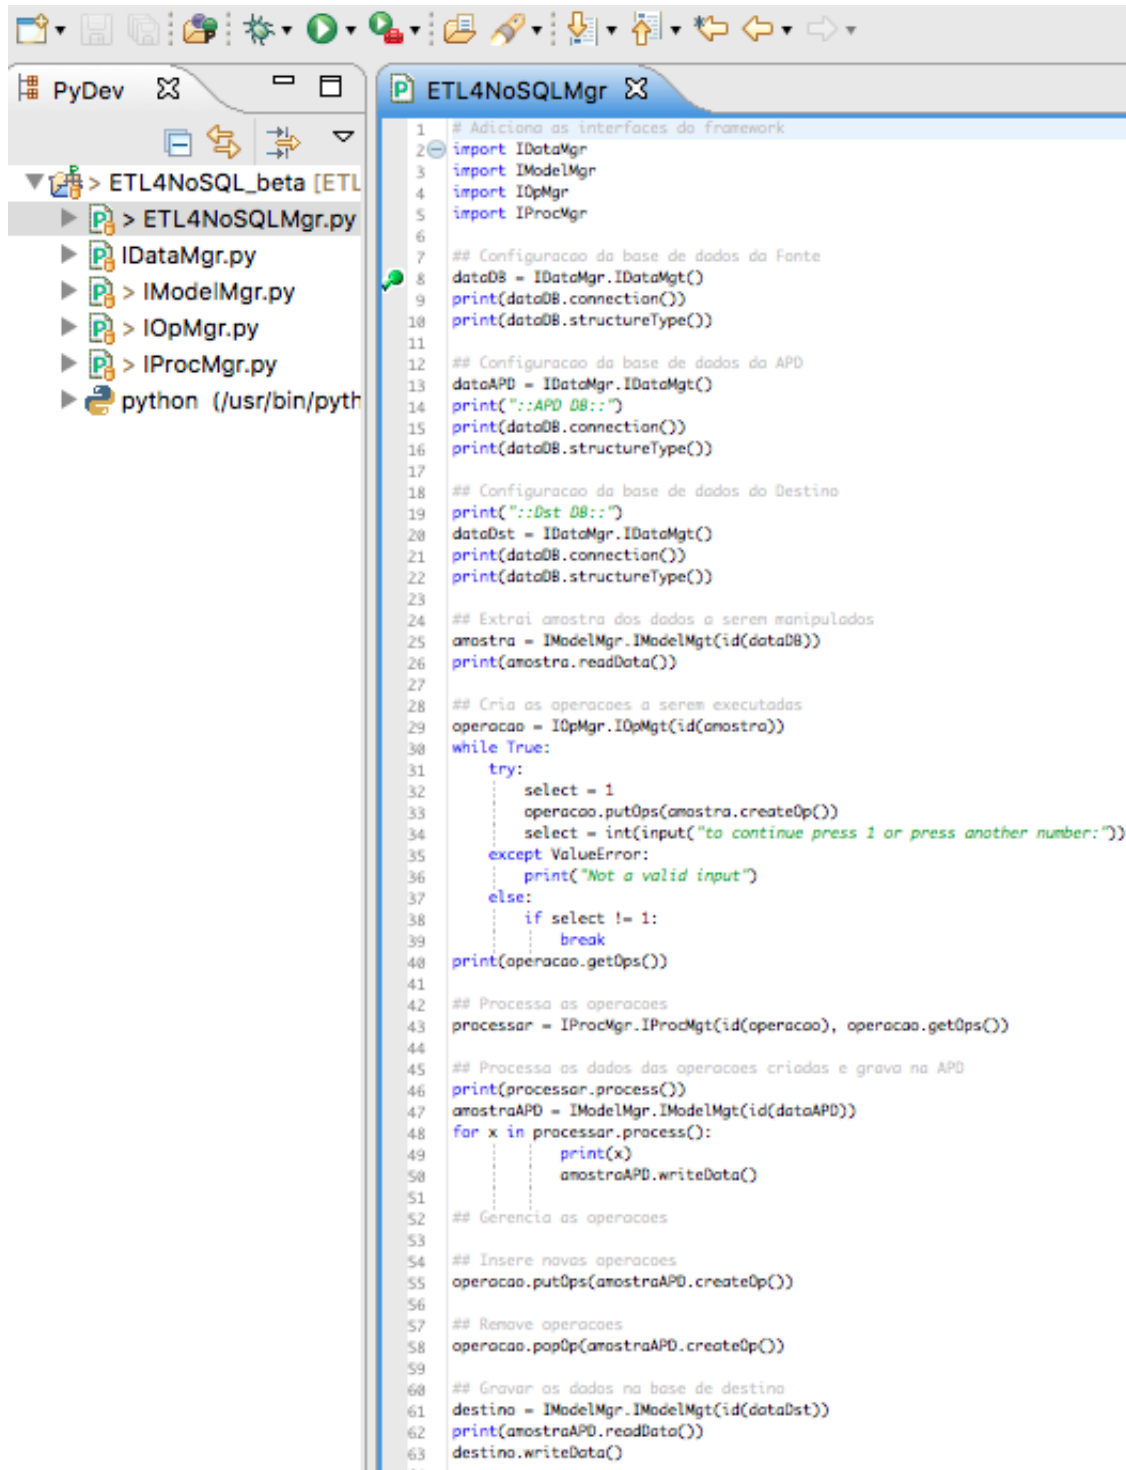 PyDev
ETL4NoSQL_beta [ETL
> ETL4NoSQLMgr.py
IDataMgr.py
> IModelMgr.py
> IOpMgr.py
> IProcMgr.py
python (/usr/bin/pyth
ETL4NoSQLMgr
1 # Adiciona as interfaces do framework
2 import IDataMgr
3 import IModelMgr
4 import IOpMgr
5 import IProcMgr
6
7 ## Configuracao da base de dados da Fonte
8 dataDB = IDataMgr.IDataMgt()
9 print(dataDB.connection())
10 print(dataDB.structureType())
11
12 ## Configuracao da base de dados da APD
13 dataAPD = IDataMgr.IDataMgt()
14 print("::APD DB::")
15 print(dataDB.connection())
16 print(dataDB.structureType())
17
18 ## Configuracao da base de dados do Destino
19 print("::Dst DB::")
20 dataDst = IDataMgr.IDataMgt()
21 print(dataDB.connection())
22 print(dataDB.structureType())
23
24 ## Extrai amostra dos dados a serem manipulados
25 amostra = IModelMgr.IModelMgt(id(dataDB))
26 print(amostra.readData())
27
28 ## Cria as operacoes a serem executadas
29 operacao = IOpMgr.IOpMgt(id(amostra))
30 while True:
31 try:
32 select = 1
33 operacao.putOps(amostra.createOp())
34 select = int(input("to continue press 1 or press another number:"))
35 except ValueError:
36 print("Not a valid input")
37 else:
38 if select != 1:
39 break
40 print(operacao.getOps())
41
42 ## Processa as operacoes
43 processar = IProcMgr.IProcMgt(id(operacao), operacao.getOps())
44
45 ## Processa os dados das operacoes criadas e grava na APD
46 print(processar.process())
47 amostraAPD = IModelMgr.IModelMgt(id(dataAPD))
48 for x in processar.process():
49 print(x)
50 amostraAPD.writeData()
51
52 ## Gerencia as operacoes
53
54 ## Insere novas operacoes
55 operacao.putOps(amostraAPD.createOp())
56
57 ## Remove operacoes
58 operacao.popOp(amostraAPD.createOp())
59
60 ## Gravar os dados na base de destino
61 destino = IModelMgr.IModelMgt(id(dataDst))
62 print(amostraAPD.readData())
63 destino.writeData()